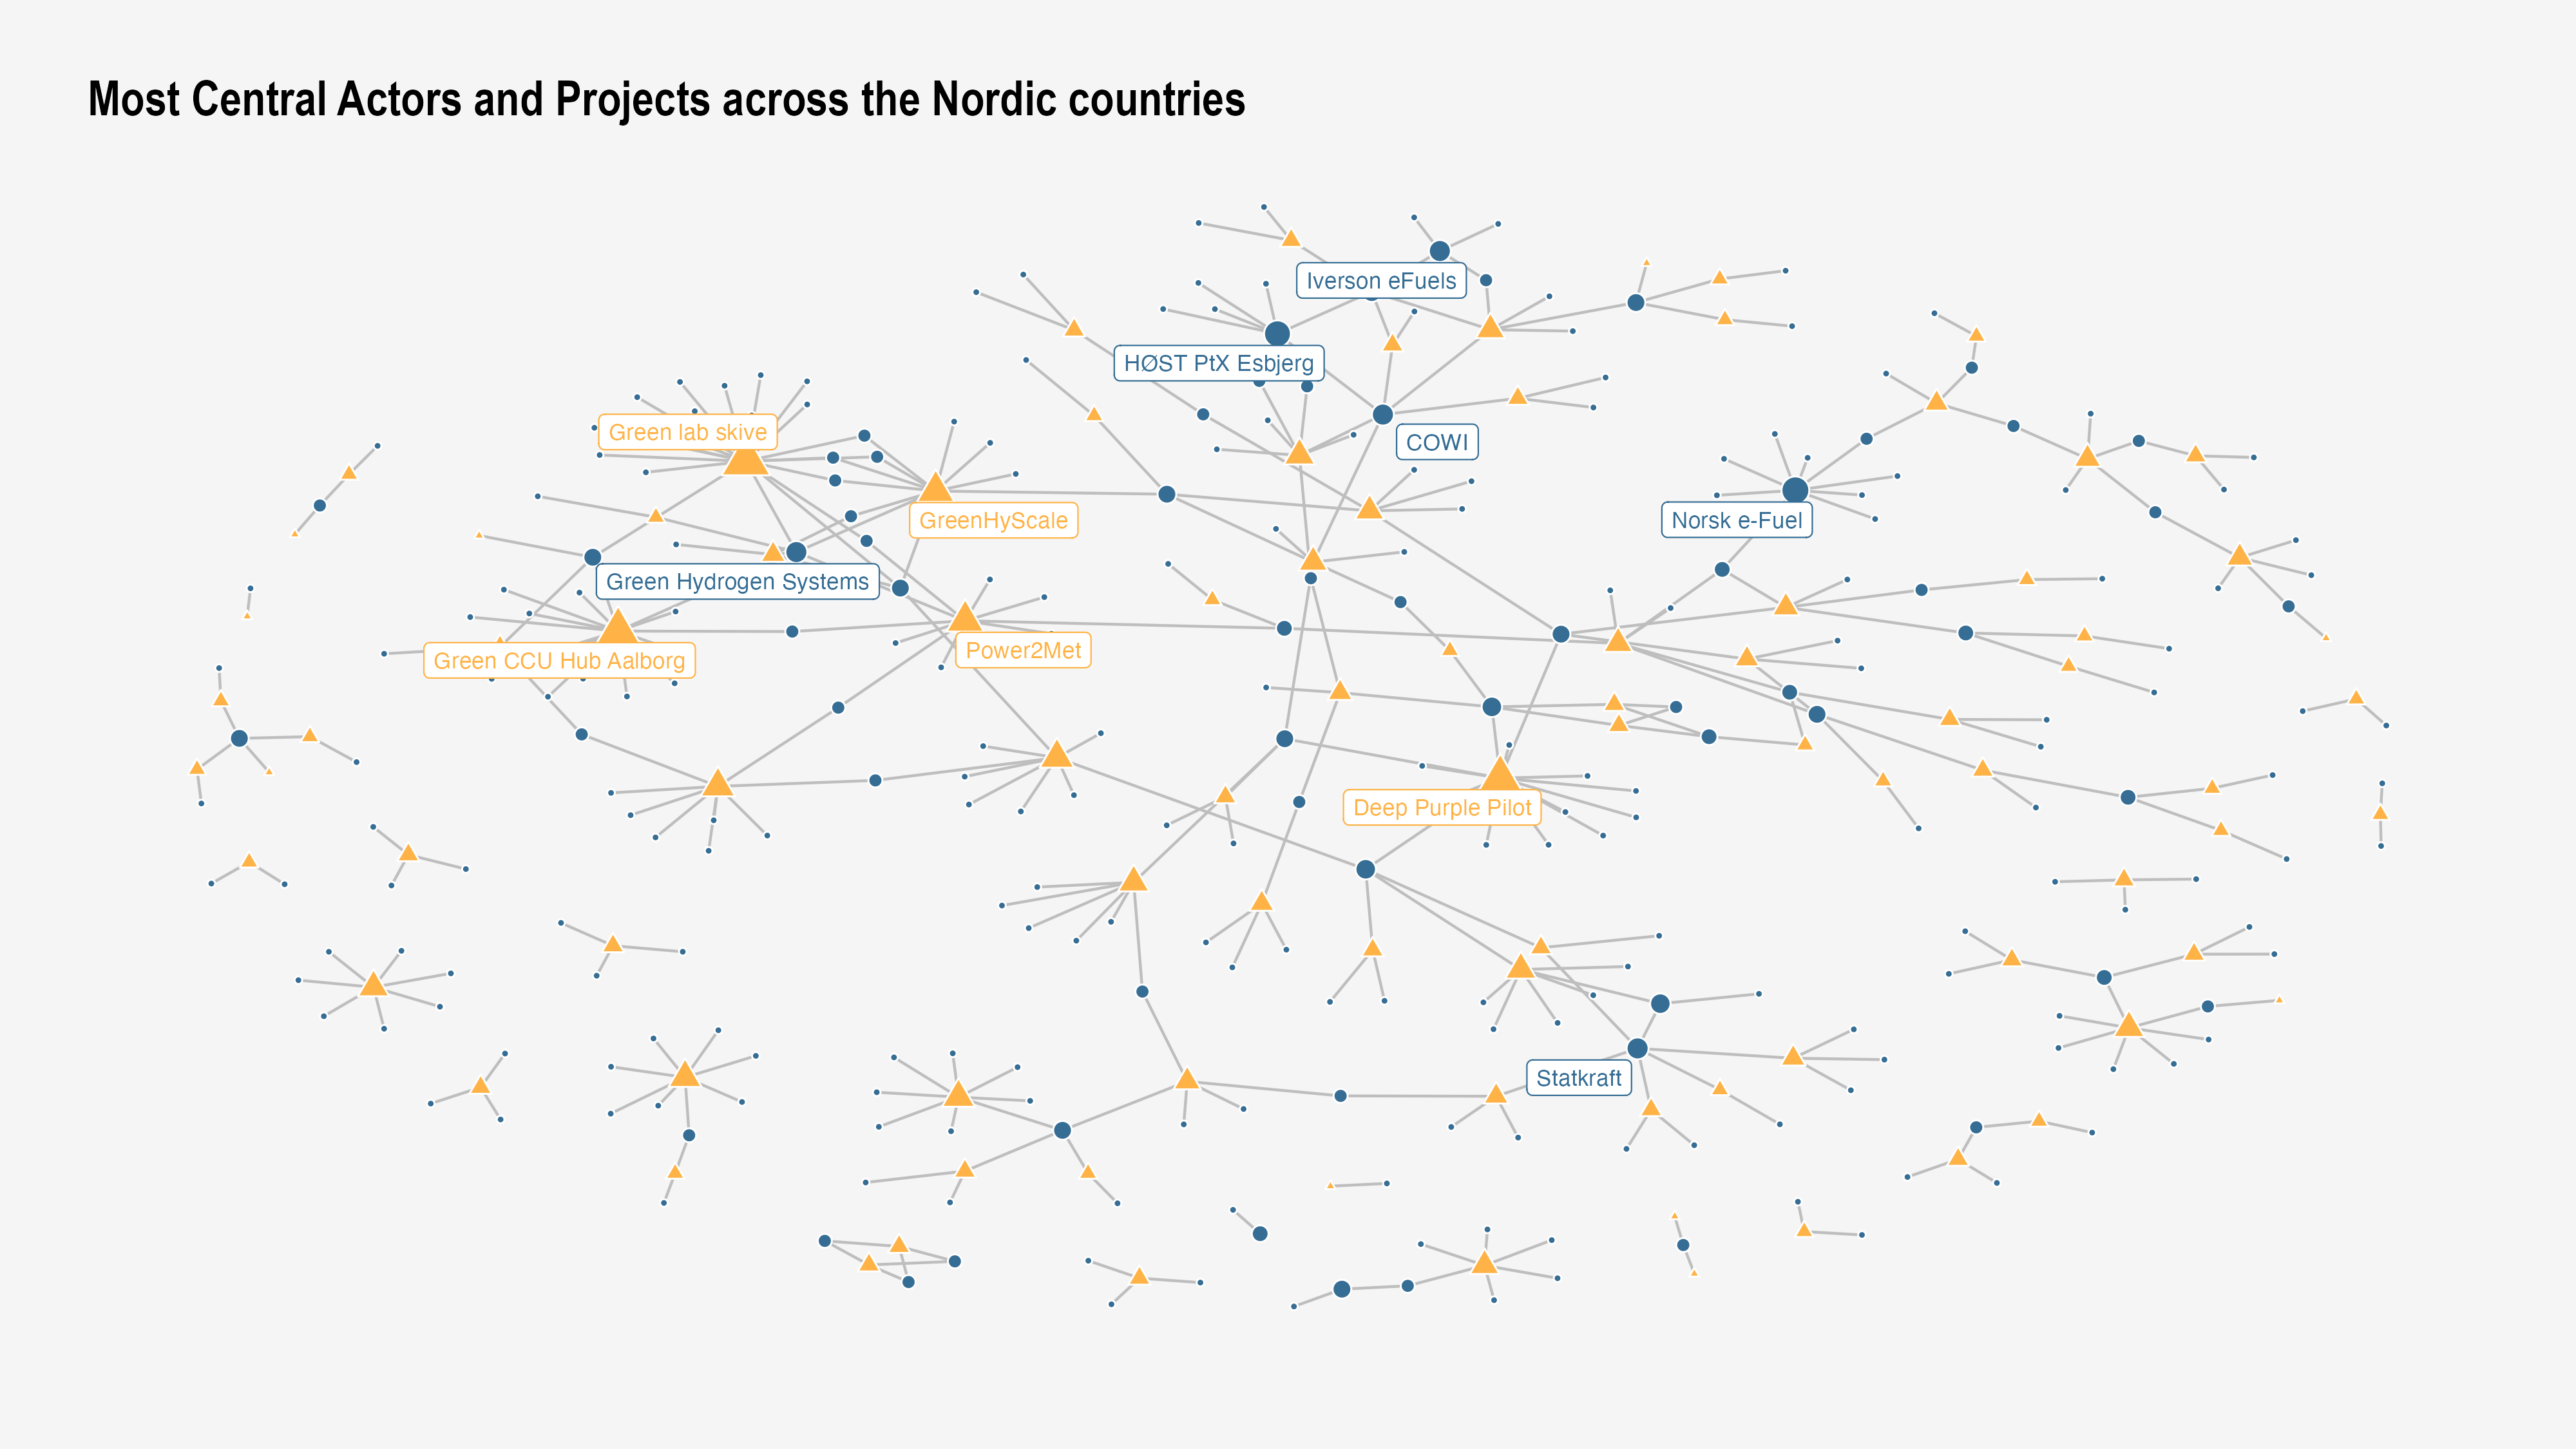 Most Central Actors and Projects across the Nordic countries
Iverson eFuels
HØST PtX Esbjerg
Green lab skive
COWI
GreenHyScale
Norsk e-Fuel
Green Hydrogen Systems
Power2Met
Green CCU Hub Aalborg
Deep Purple Pilot
Statkraft